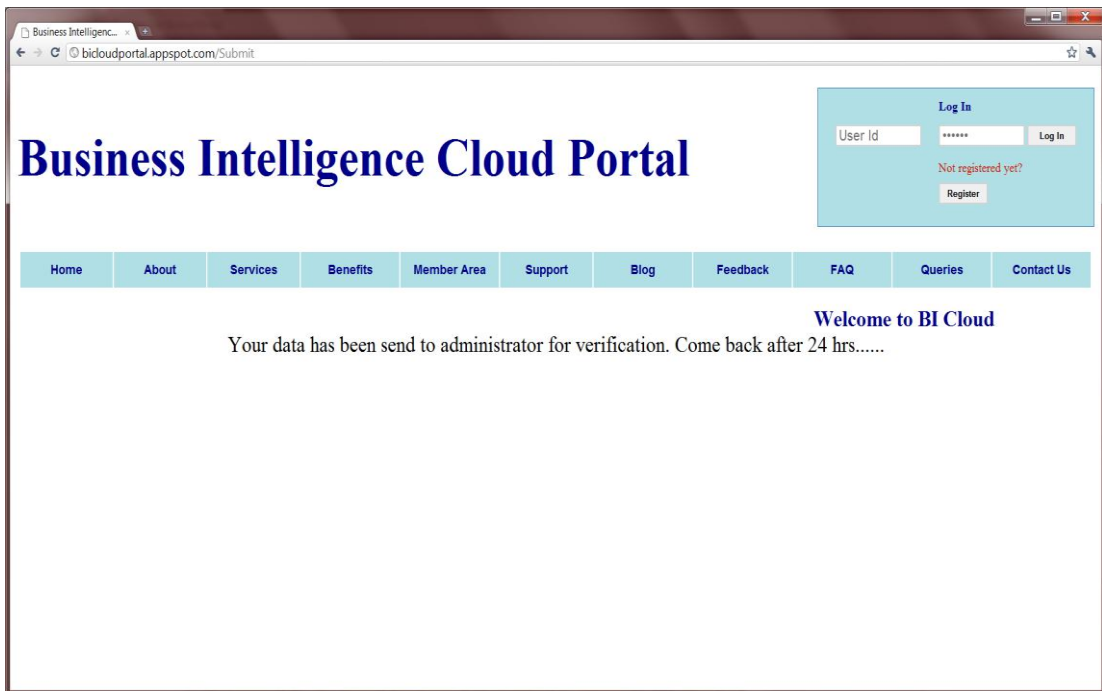 Business Intelligenc...
bicloudportal.appspot.com/Submit
Log In
User Id
Log In
Business Intelligence Cloud Portal
Not registered yet?
Register
Home About Services Benefits Member Area Support Blog Feedback FAQ Queries Contact Us
Welcome to BI Cloud
Your data has been send to administrator for verification. Come back after 24 hrs......